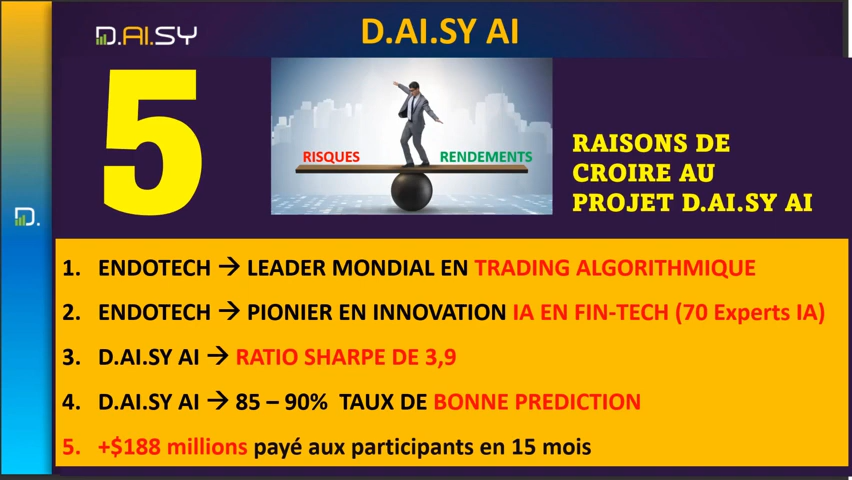 D.AI.SY
D.AI.SY AI
5
RISQUES
RENDEMENTS
RAISONS DE
CROIRE AU
PROJET D.AI.SY AI
D.
1. ENDOTECH → LEADER MONDIAL EN TRADING ALGORITHMIQUE
2. ENDOTECH → PIONIER EN INNOVATION IA EN FIN-TECH (70 Experts IA)
3. D.AI.SY AI → RATIO SHARPE DE 3,9
4. D.AI.SY AI → 85 – 90% TAUX DE BONNE PREDICTION
5. +$188 millions payé aux participants en 15 mois